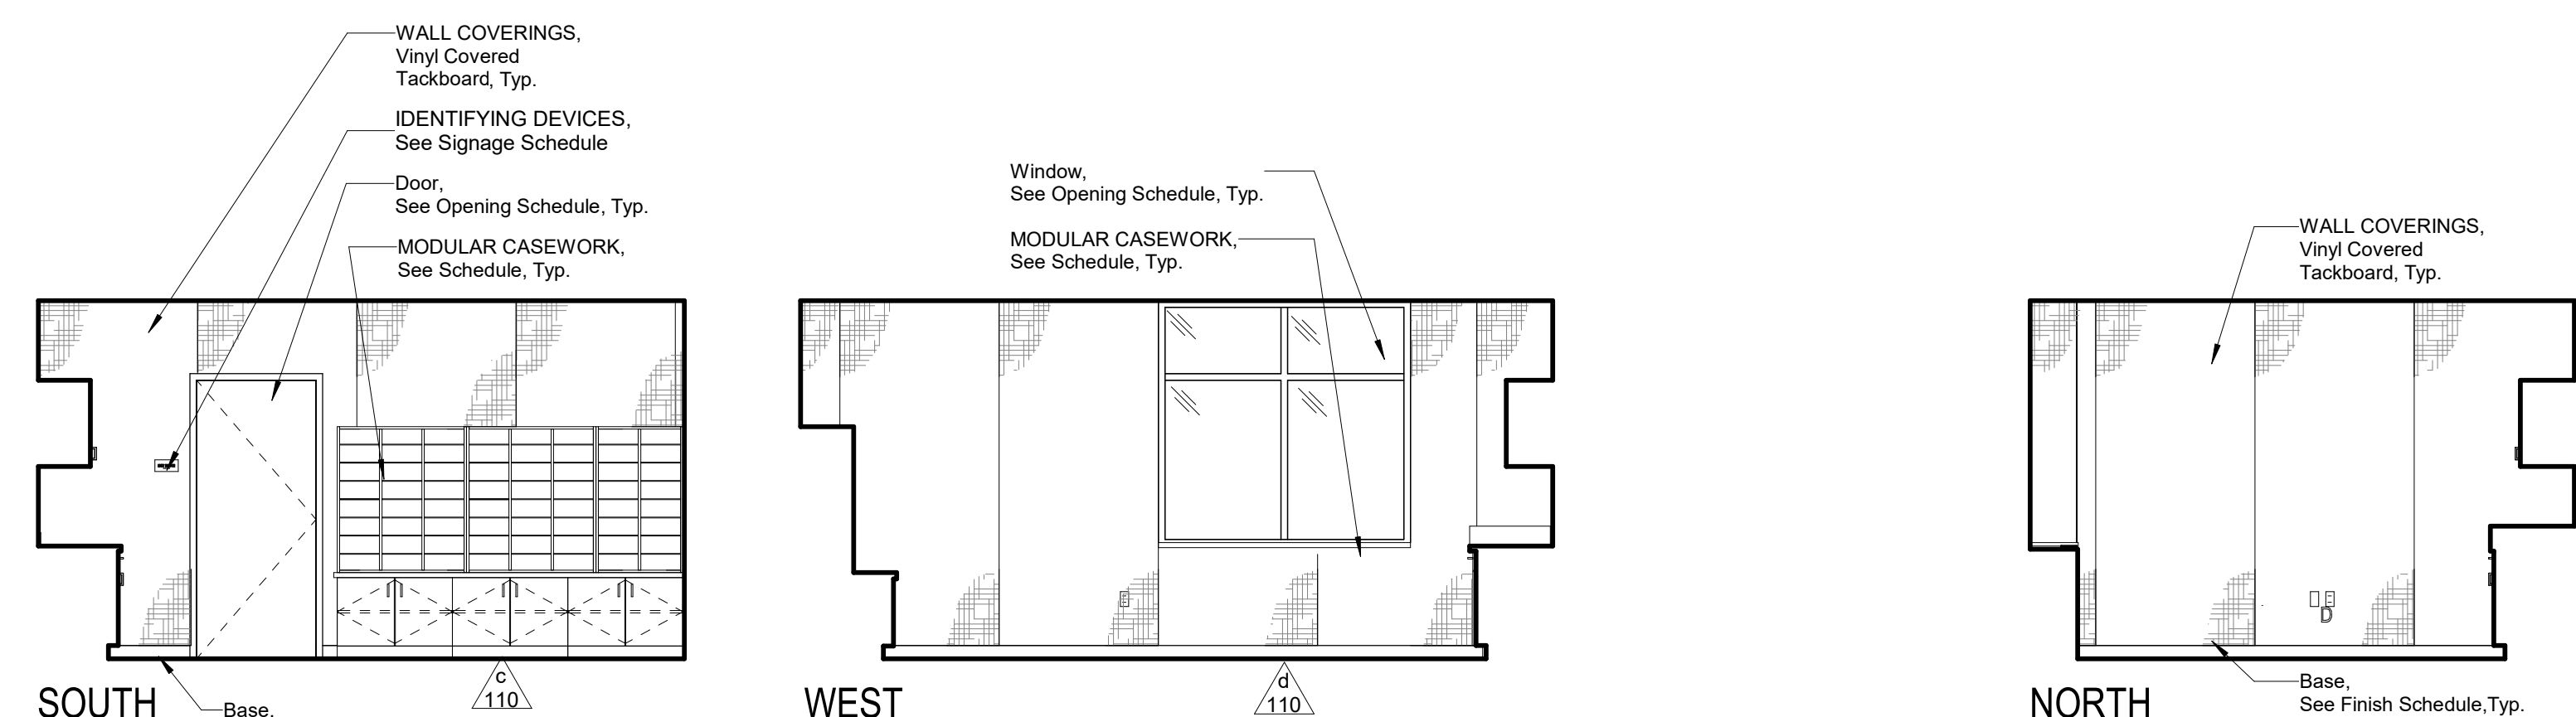 WALL COVERINGS,
Vinyl Covered
Tackboard, Typ.
IDENTIFYING DEVICES,
See Signage Schedule
Door,
See Opening Schedule, Typ.
MODULAR CASEWORK,
See Schedule, Typ.
SOUTH
Base,
c
110
Window,
See Opening Schedule, Typ.
MODULAR CASEWORK,
See Schedule, Typ.
WEST
d
110
WALL COVERINGS,
Vinyl Covered
Tackboard, Typ.
NORTH
Base,
See Finish Schedule,Typ.